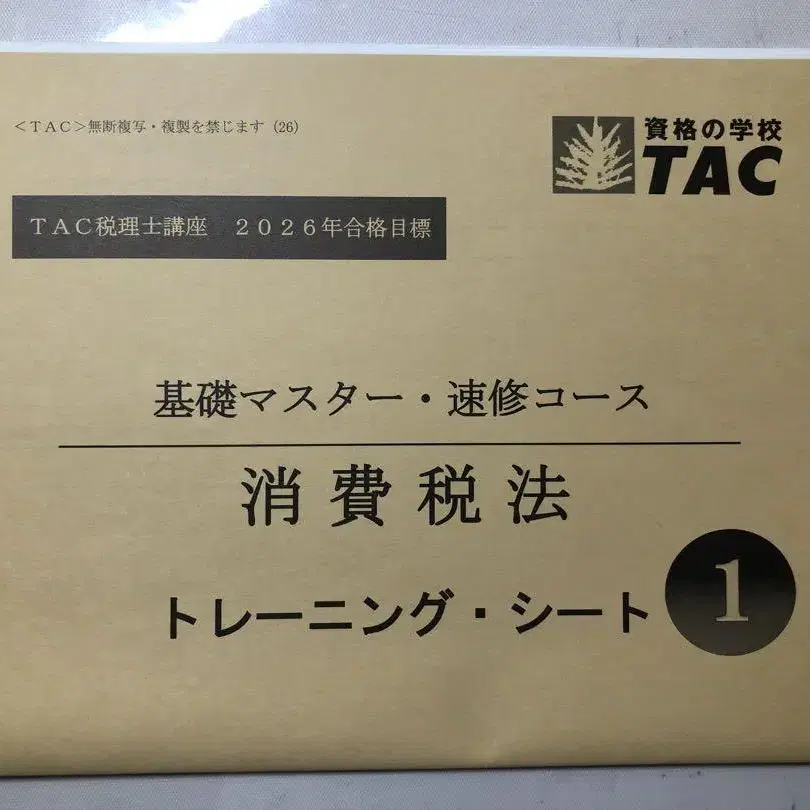 ＜ＴＡＣ＞無断複写・複製を禁じます（26）
資格の学校
TAC
ＴＡＣ税理士講座　２０２６年合格目標
基礎マスター・速修コース
消費税法
トレーニング・シート
1